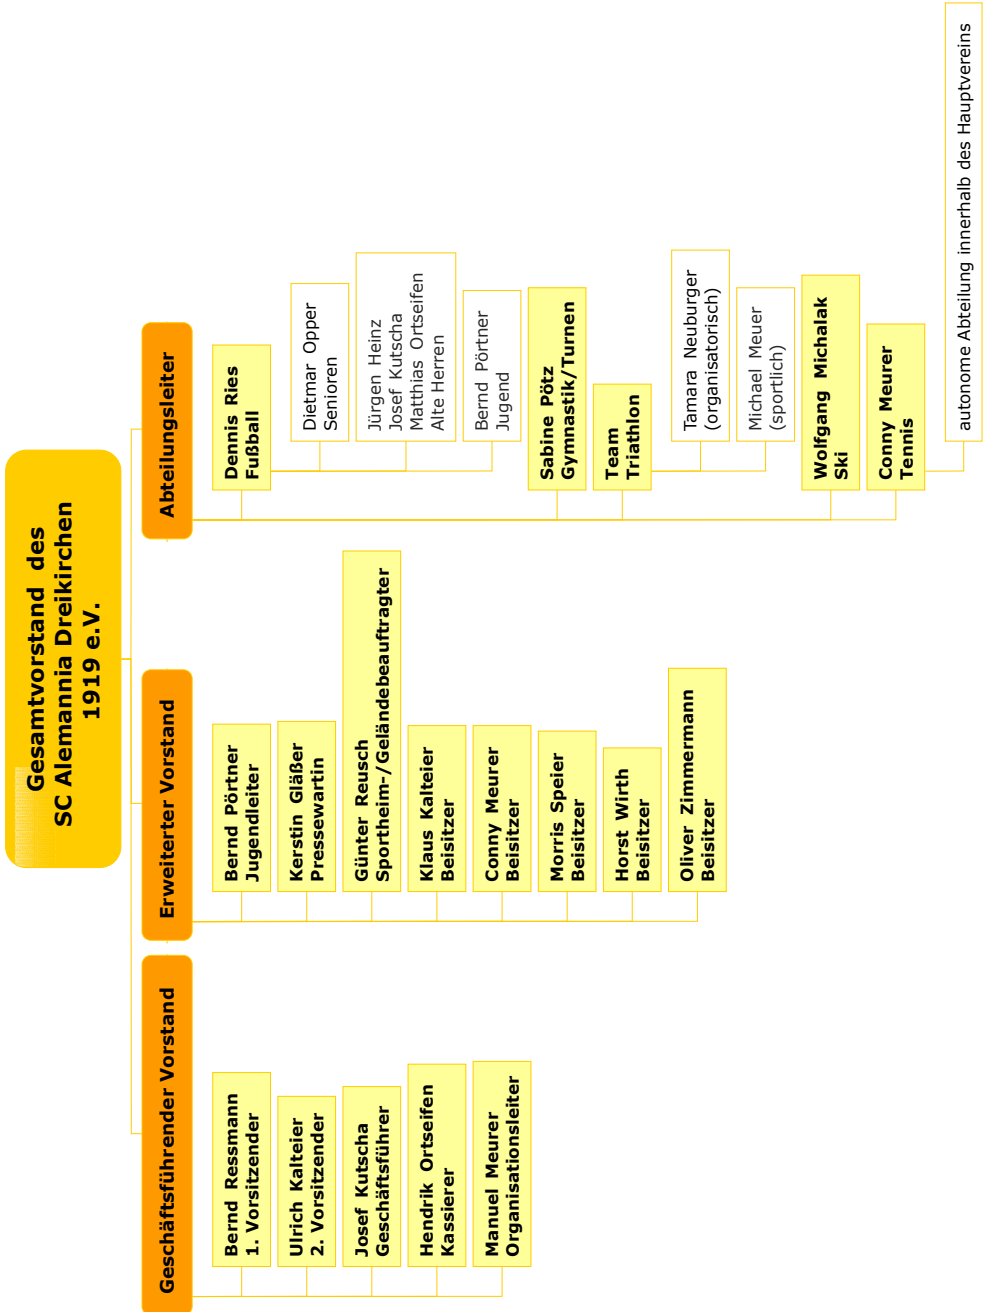 Gesamtvorstand des
SC Alemannia Dreikirchen
1919 e.V.
Geschäftsführender Vorstand
Bernd Ressmann
1. Vorsitzender
Ulrich Kalteier
2. Vorsitzender
Josef Kutscha
Geschäftsführer
Hendrik Ortseifen
Kassierer
Manuel Meurer
Organisationsleiter
Erweiterter Vorstand
Bernd Pörtner
Jugendleiter
Kerstin Gläßer
Pressewartin
Günter Reusch
Sportheim-/Geländebeauftragter
Klaus Kalteier
Beisitzer
Conny Meurer
Beisitzer
Morris Speier
Beisitzer
Horst Wirth
Beisitzer
Oliver Zimmermann
Beisitzer
Abteilungsleiter
Dennis Ries
Fußball
Dietmar Opper
Senioren
Jürgen Heinz
Josef Kutscha
Matthias Ortseifen
Alte Herren
Bernd Pörtner
Jugend
Sabine Pötz
Gymnastik/Turnen
Team
Triathlon
Tamara Neuburger
(organisatorisch)
Michael Meuer
(sportlich)
Wolfgang Michalak
Ski
Conny Meurer
Tennis
autonome Abteilung innerhalb des Hauptvereins